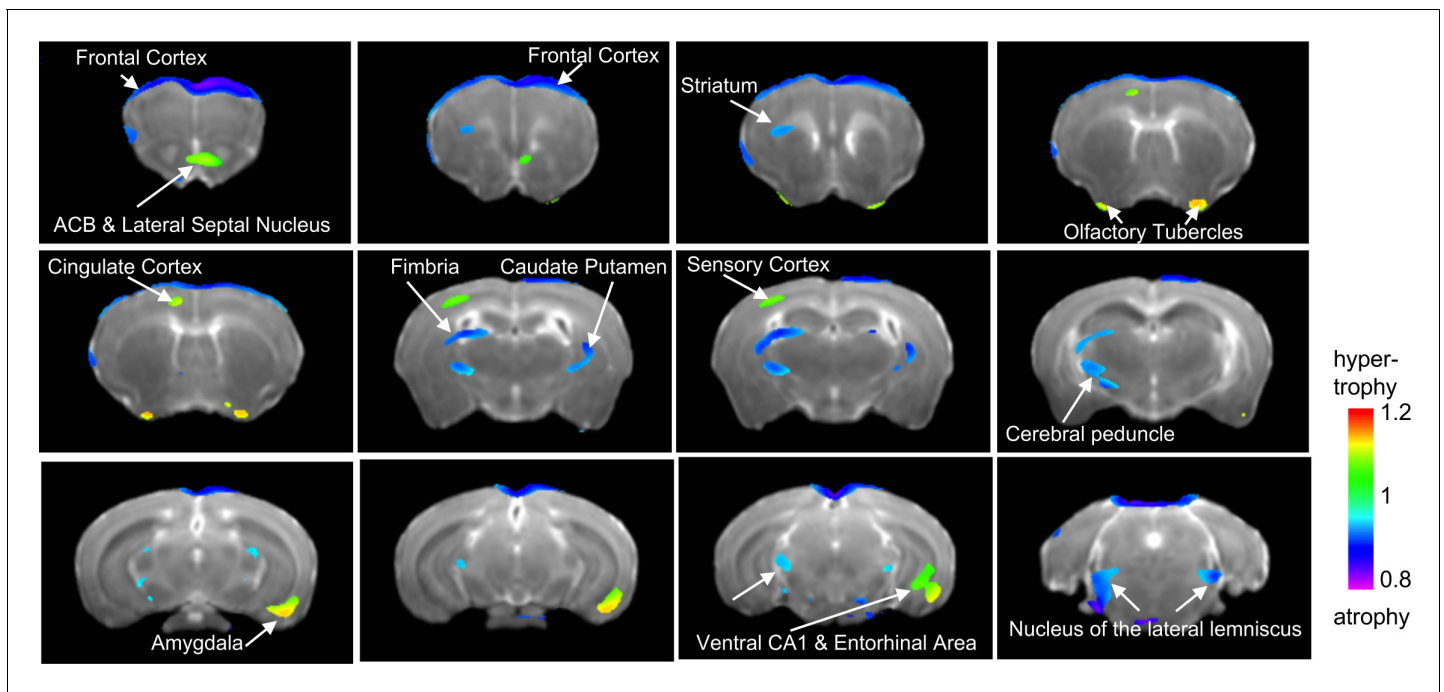 Frontal Cortex
ACB & Lateral Septal Nucleus
Frontal Cortex
Striatum
Olfactory Tubercles
Cingulate Cortex
Fimbria
Caudate Putamen
Sensory Cortex
Cerebral peduncle
Amygdala
Ventral CA1 & Entorhinal Area
Nucleus of the lateral lemniscus
hyper-
trophy
1.2
1
0.8
atrophy